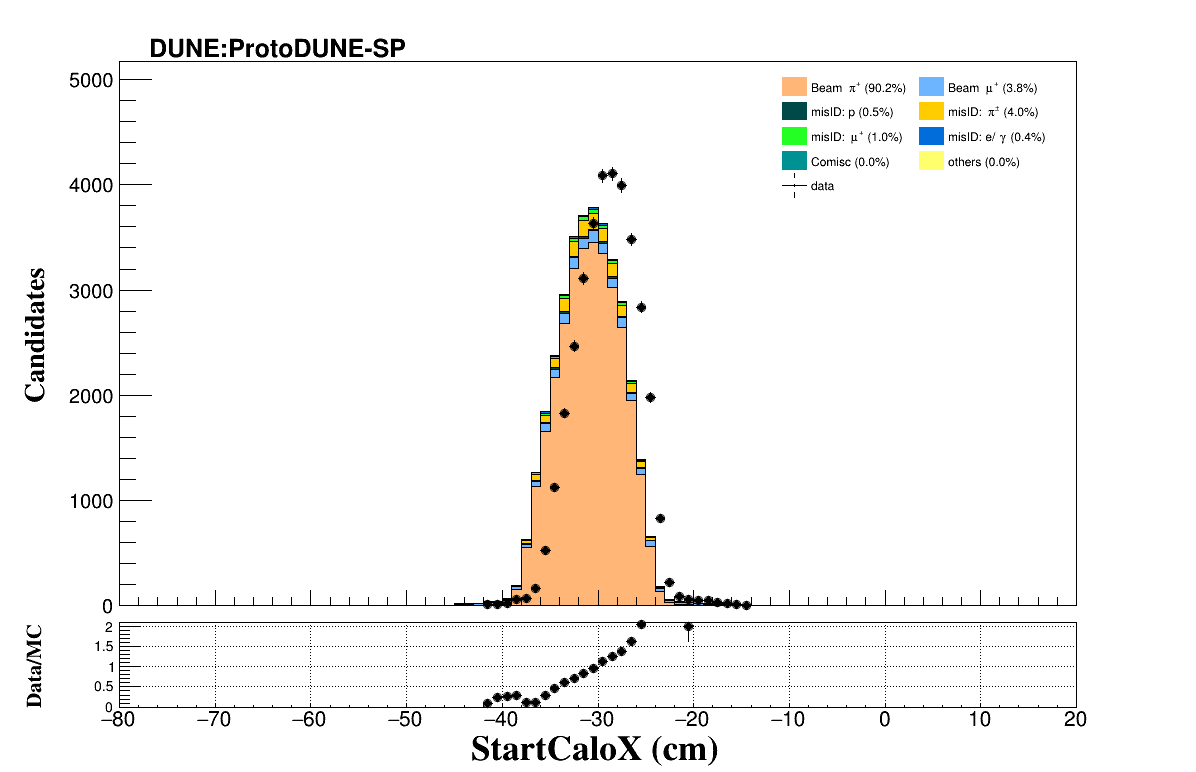 DUNE:ProtoDUNE-SP
5000
4000
3000
2000
1000
0
Candidates
Beam π⁺ (90.2%)
Beam μ⁺ (3.8%)
misID: p (0.5%)
misID: π± (4.0%)
misID: μ⁺ (1.0%)
misID: e/ γ (0.4%)
Comisc (0.0%)
others (0.0%)
data
Data/MC
2
1.5
1
0.5
0
−80 −70 −60 −50 −40 −30 −20 −10 0 10 20
StartCaloX (cm)